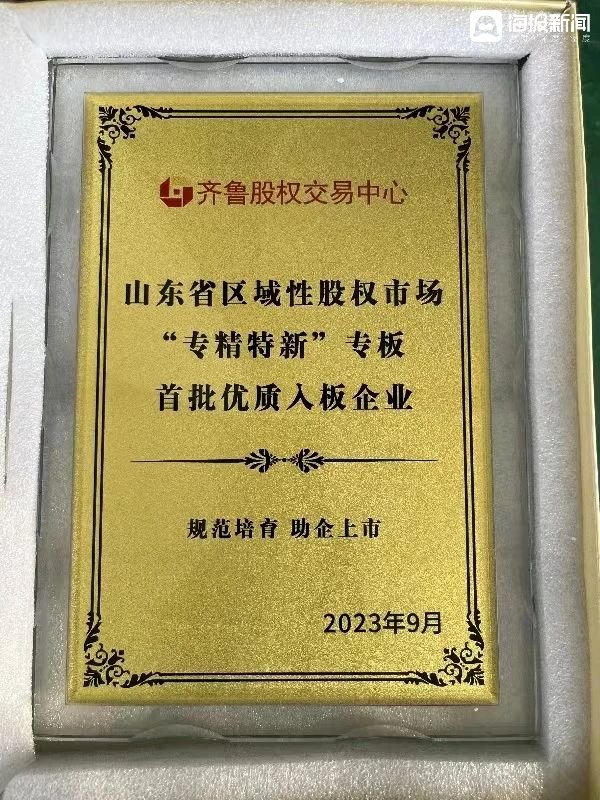 海报新闻
齐鲁股权交易中心
山东省区域性股权市场
“专精特新”专板
首批优质入板企业
规范培育 助企上市
2023年9月